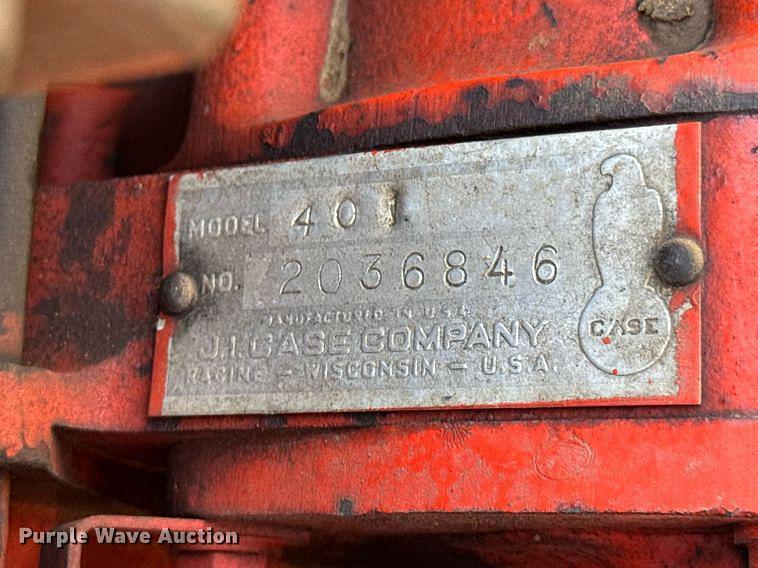 MODEL 401
NO. 2036846
MANUFACTURED IN U.S.A.
J.I. CASE COMPANY
RACINE - WISCONSIN - U.S.A.
CASE
Purple Wave Auction